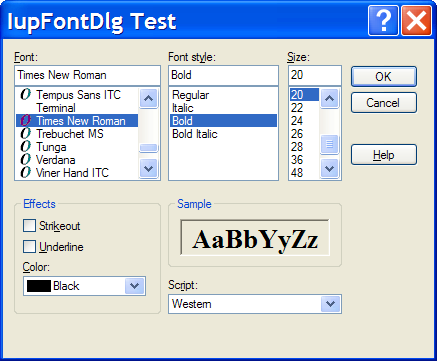 IupFontDlg Test
Font:
Times New Roman
Tempus Sans ITC
Terminal
Times New Roman
Trebuchet MS
Tunga
Verdana
Viner Hand ITC
Font style:
Bold
Regular
Italic
Bold
Bold Italic
Size:
20
20
22
24
26
28
36
48
OK
Cancel
Help
Effects
Strikeout
Underline
Color:
Black
Sample
AaBbYyZz
Script:
Western